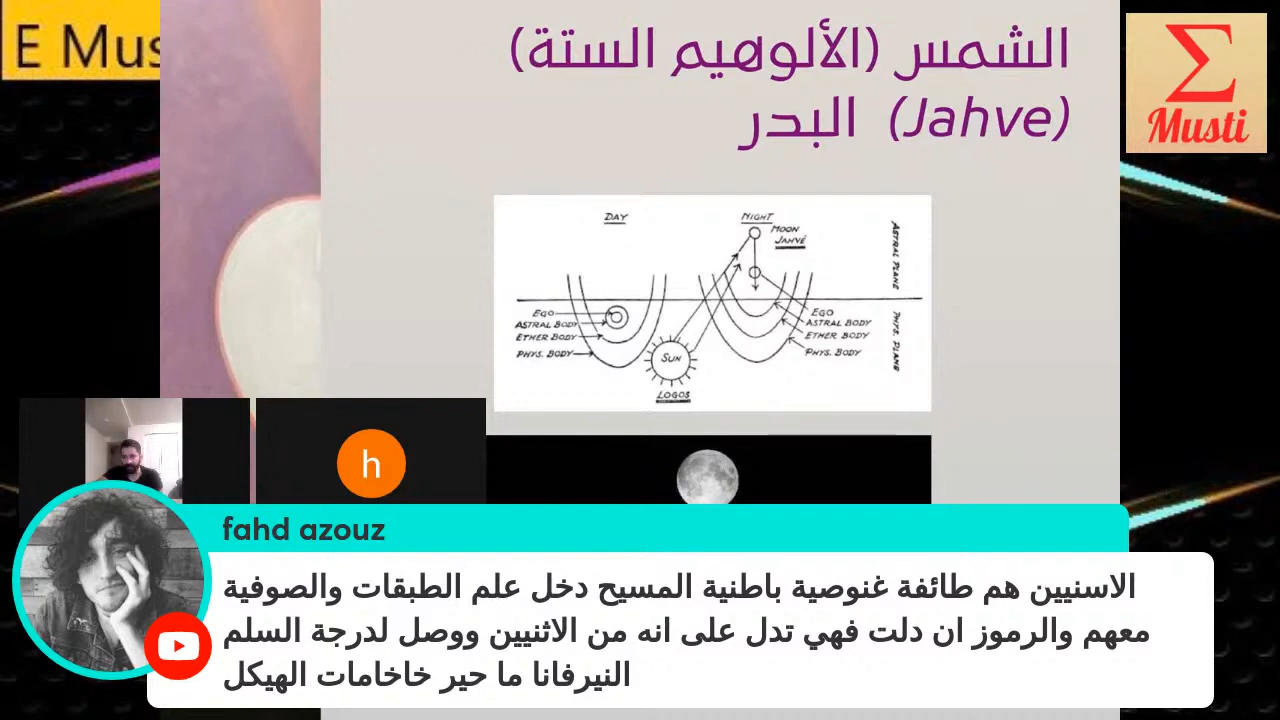 E Mus
الشمس (الألوهيم الستة)
البدر (Jahve)
Σ
Musti
DAY
NIGHT
MOON
JAHVÉ
ASTRAL PLANE
EGO
ASTRAL BODY
ETHER BODY
PHYS. BODY
SUN
LOGOS
EGO
ASTRAL BODY
ETHER BODY
PHYS. BODY
PHYS. PLANE
h
fahd azouz
الاسنيين هم طائفة غنوصية باطنية المسيح دخل علم الطبقات والصوفية
معهم والرموز ان دلت فهي تدل على انه من الاثنيين ووصل لدرجة السلم
النيرفانا ما حير خاخامات الهيكل